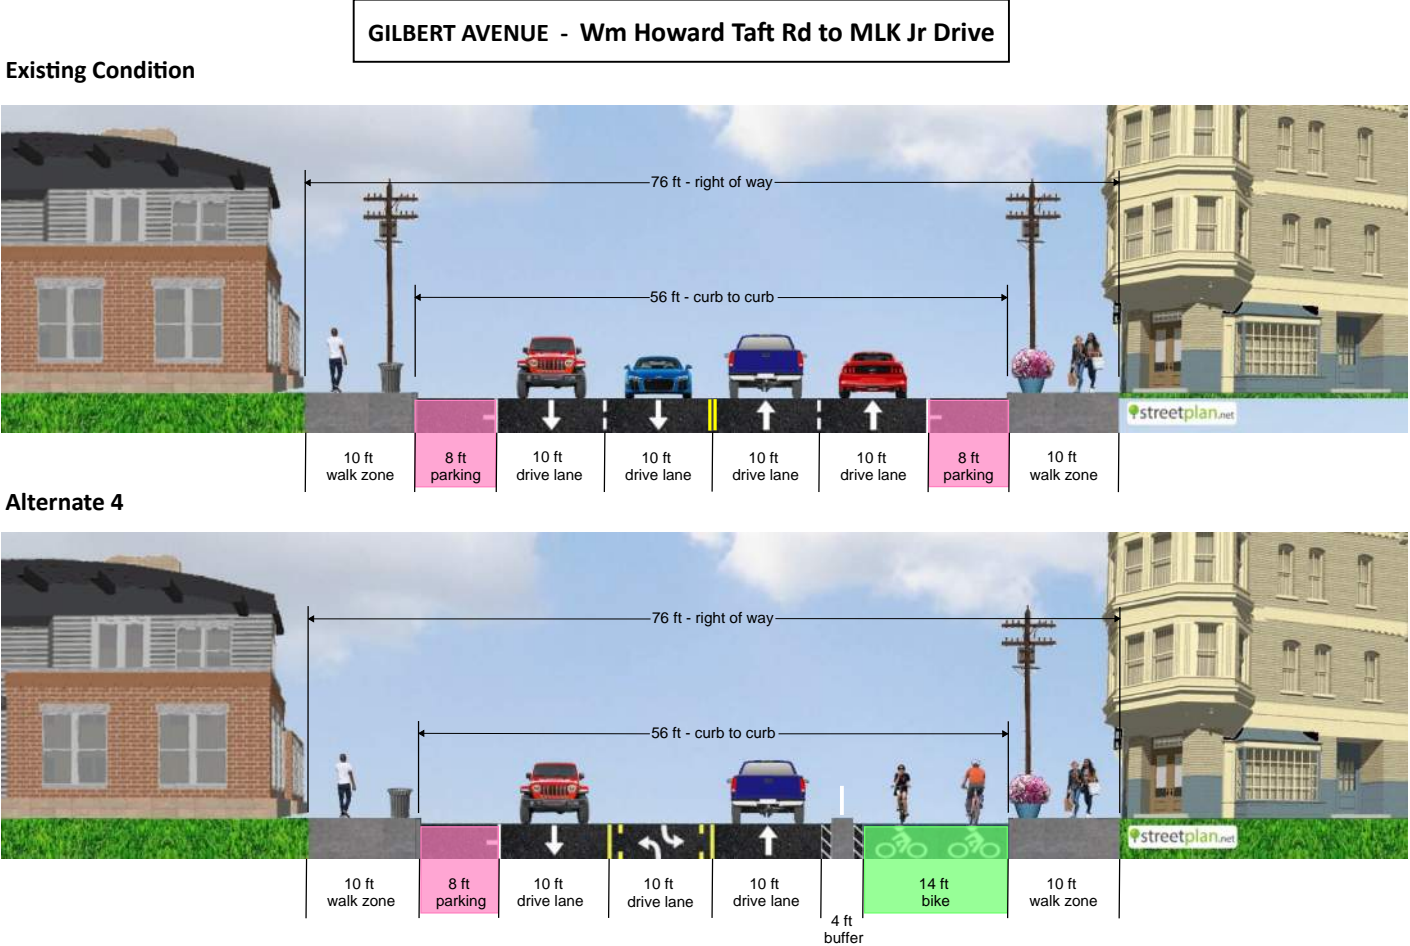 GILBERT AVENUE - Wm Howard Taft Rd to MLK Jr Drive
Existing Condition
76 ft - right of way
56 ft - curb to curb
streetplan.net
10 ft
walk zone
8 ft
parking
10 ft
drive lane
10 ft
drive lane
10 ft
drive lane
10 ft
drive lane
8 ft
parking
10 ft
walk zone
Alternate 4
76 ft - right of way
56 ft - curb to curb
streetplan.net
10 ft
walk zone
8 ft
parking
10 ft
drive lane
10 ft
drive lane
10 ft
drive lane
4 ft
buffer
14 ft
bike
10 ft
walk zone